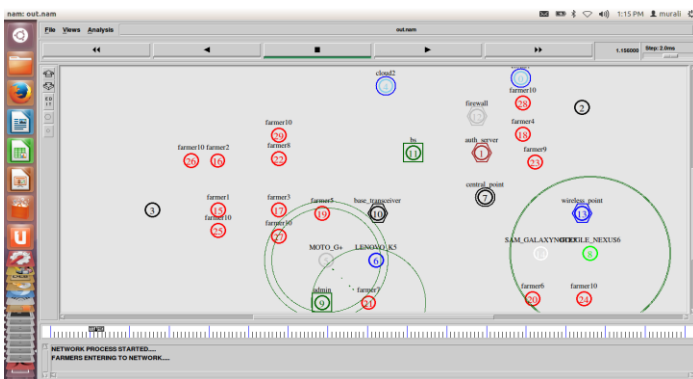 nam: out.nam
1:15 PM murali
File Views Analysis
out.nam
1.156000 Step: 2.0ms
cloud2
farmer10
28
2
firewall
12
farmer10
29
farmer4
18
farmer10 farmer2
26 16
farmer8
22
bs
11
auth_server
1
farmer9
23
central_point
7
3
farmer1
15
farmer10
25
farmer3
17
farmer5
19
base_transceiver
10
wireless_point
13
farmer10
27
MOTO_G+
LENOVO_K5
6
8
admin
9
farmer7
21
farmer6
20
farmer10
24
NETWORK PROCESS STARTED....
FARMERS ENTERING TO NETWORK....